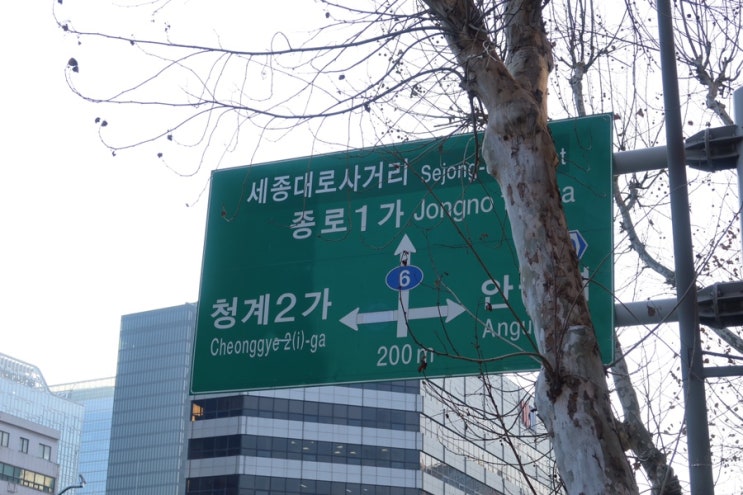 세종대로사거리 Sejong-
종로1가 Jongno
6
청계2가
Cheonggye 2(i)-ga
200 m